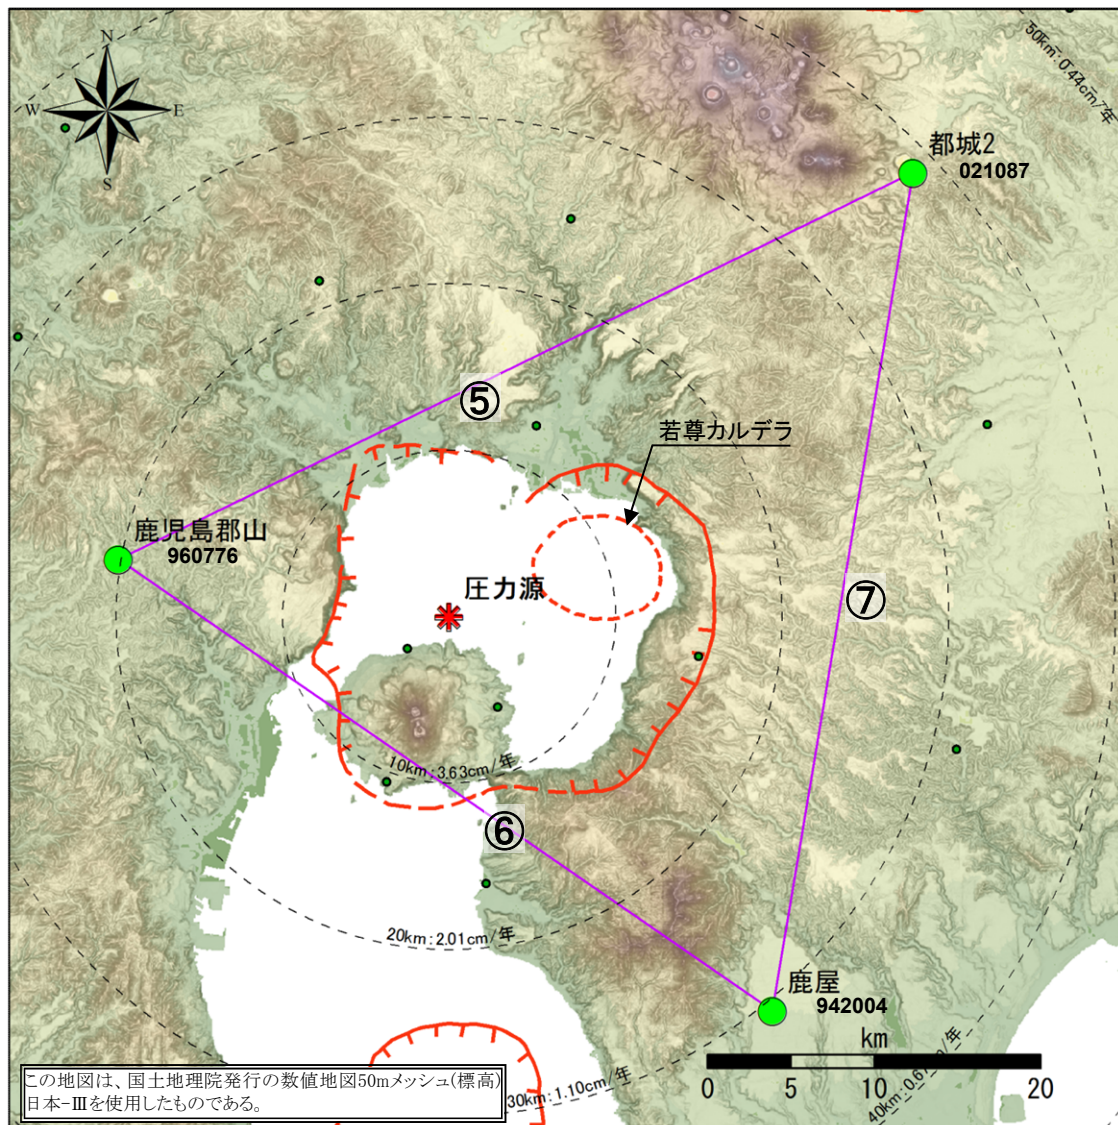 N
W
E
S
50km:0.44cm/年
都城2
021087
⑤
若尊カルデラ
鹿児島郡山
960776
圧力源
⑦
10km:3.63cm/年
⑥
20km:2.01cm/年
鹿屋
942004
km
0 5 10 20
この地図は、国土地理院発行の数値地図50mメッシュ(標高)
日本-Ⅲを使用したものである。
30km:1.10cm/年